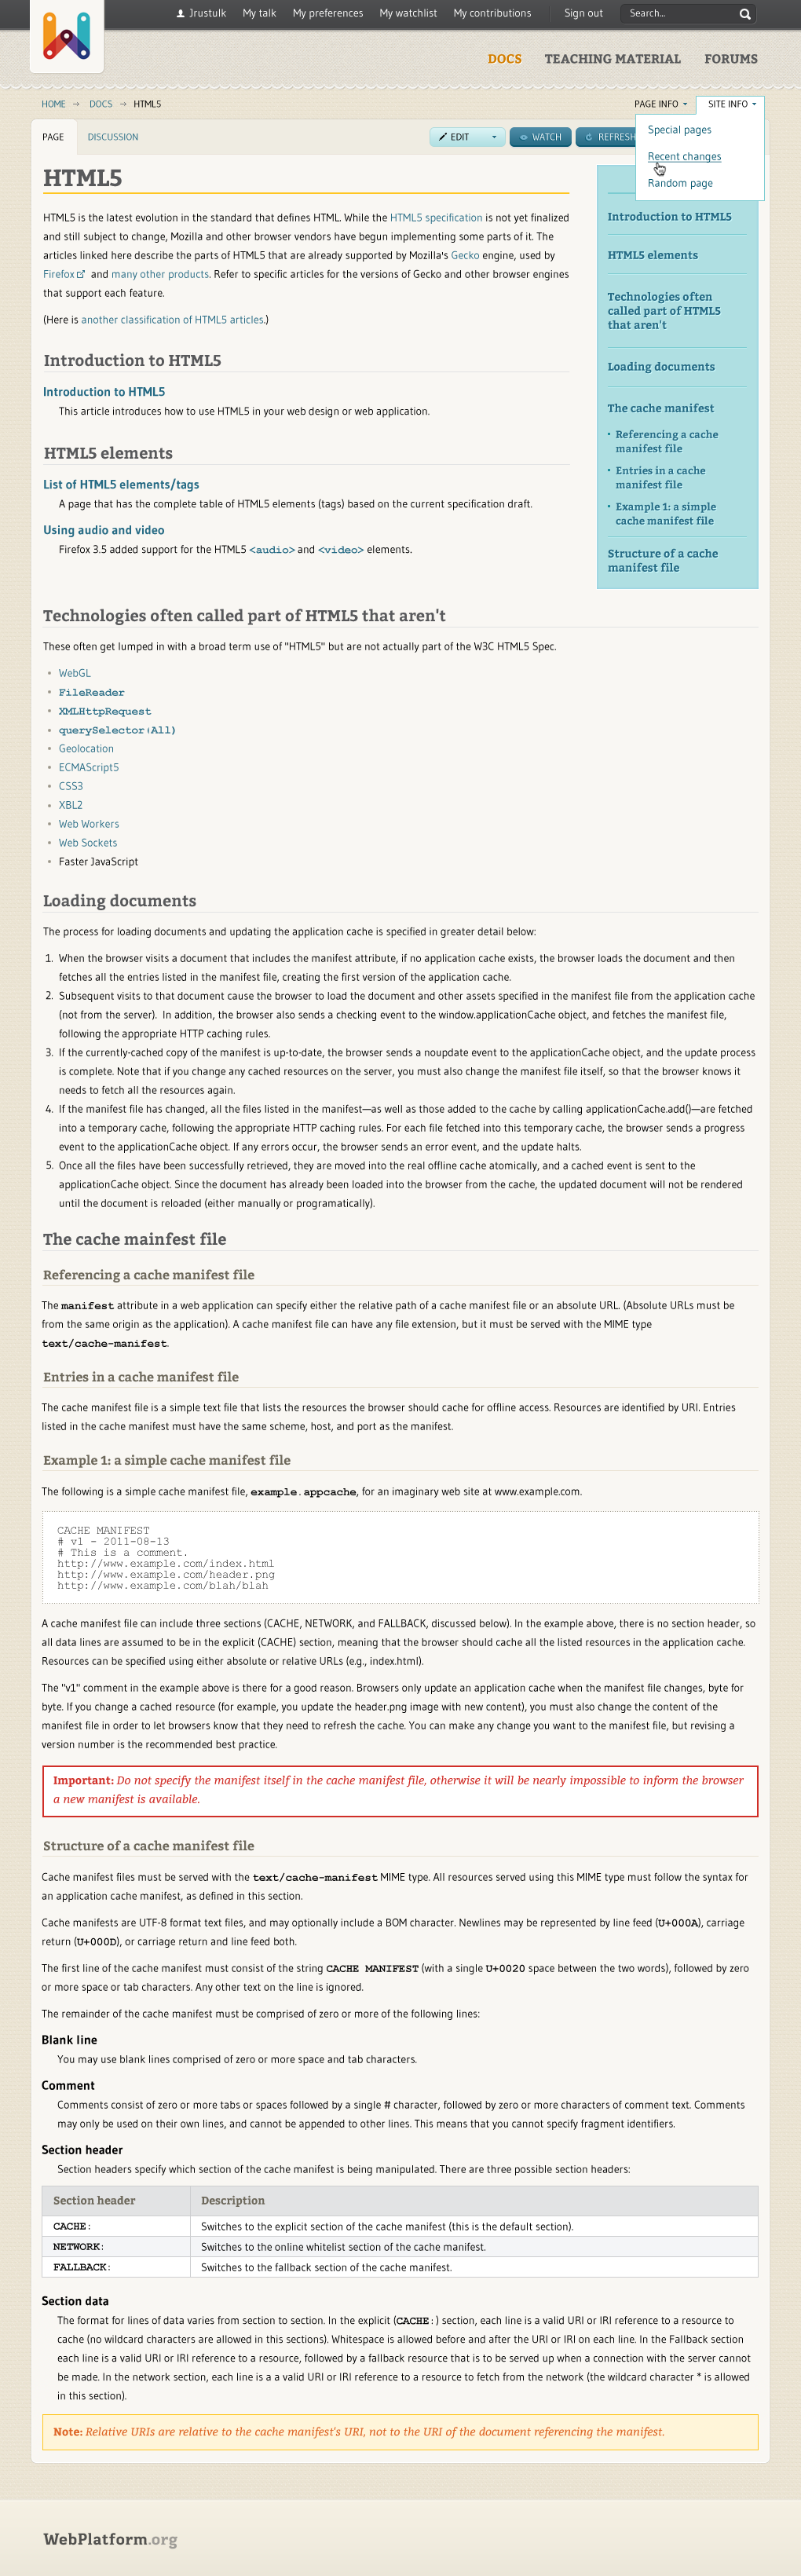 Jrustulk My talk My preferences My watchlist My contributions Sign out Search...
DOCS TEACHING MATERIAL FORUMS
HOME → DOCS → HTML5
PAGE INFO SITE INFO
Special pages
Recent changes
Random page
PAGE DISCUSSION
EDIT WATCH REFRESH
HTML5
HTML5 is the latest evolution in the standard that defines HTML. While the HTML5 specification is not yet finalized
and still subject to change, Mozilla and other browser vendors have begun implementing some parts of it. The
articles linked here describe the parts of HTML5 that are already supported by Mozilla's Gecko engine, used by
Firefox and many other products. Refer to specific articles for the versions of Gecko and other browser engines
that support each feature.
(Here is another classification of HTML5 articles.)
Introduction to HTML5
Introduction to HTML5
This article introduces how to use HTML5 in your web design or web application.
HTML5 elements
List of HTML5 elements/tags
A page that has the complete table of HTML5 elements (tags) based on the current specification draft.
Using audio and video
Firefox 3.5 added support for the HTML5 <audio> and <video> elements.
Introduction to HTML5
HTML5 elements
Technologies often
called part of HTML5
that aren't
Loading documents
The cache manifest
• Referencing a cache
manifest file
• Entries in a cache
manifest file
• Example 1: a simple
cache manifest file
Structure of a cache
manifest file
Technologies often called part of HTML5 that aren't
These often get lumped in with a broad term use of "HTML5" but are not actually part of the W3C HTML5 Spec.
• WebGL
• FileReader
• XMLHttpRequest
• querySelector(All)
• Geolocation
• ECMAScript5
• CSS3
• XBL2
• Web Workers
• Web Sockets
• Faster JavaScript
Loading documents
The process for loading documents and updating the application cache is specified in greater detail below:
1. When the browser visits a document that includes the manifest attribute, if no application cache exists, the browser loads the document and then
fetches all the entries listed in the manifest file, creating the first version of the application cache.
2. Subsequent visits to that document cause the browser to load the document and other assets specified in the manifest file from the application cache
(not from the server). In addition, the browser also sends a checking event to the window.applicationCache object, and fetches the manifest file,
following the appropriate HTTP caching rules.
3. If the currently-cached copy of the manifest is up-to-date, the browser sends a noupdate event to the applicationCache object, and the update process
is complete. Note that if you change any cached resources on the server, you must also change the manifest file itself, so that the browser knows it
needs to fetch all the resources again.
4. If the manifest file has changed, all the files listed in the manifest—as well as those added to the cache by calling applicationCache.add()—are fetched
into a temporary cache, following the appropriate HTTP caching rules. For each file fetched into this temporary cache, the browser sends a progress
event to the applicationCache object. If any errors occur, the browser sends an error event, and the update halts.
5. Once all the files have been successfully retrieved, they are moved into the real offline cache atomically, and a cached event is sent to the
applicationCache object. Since the document has already been loaded into the browser from the cache, the updated document will not be rendered
until the document is reloaded (either manually or programatically).
The cache mainfest file
Referencing a cache manifest file
The manifest attribute in a web application can specify either the relative path of a cache manifest file or an absolute URL. (Absolute URLs must be
from the same origin as the application). A cache manifest file can have any file extension, but it must be served with the MIME type
text/cache-manifest.
Entries in a cache manifest file
The cache manifest file is a simple text file that lists the resources the browser should cache for offline access. Resources are identified by URI. Entries
listed in the cache manifest must have the same scheme, host, and port as the manifest.
Example 1: a simple cache manifest file
The following is a simple cache manifest file, example.appcache, for an imaginary web site at www.example.com.
CACHE MANIFEST
# v1 - 2011-08-13
# This is a comment.
http://www.example.com/index.html
http://www.example.com/header.png
http://www.example.com/blah/blah
A cache manifest file can include three sections (CACHE, NETWORK, and FALLBACK, discussed below). In the example above, there is no section header, so
all data lines are assumed to be in the explicit (CACHE) section, meaning that the browser should cache all the listed resources in the application cache.
Resources can be specified using either absolute or relative URLs (e.g., index.html).
The "v1" comment in the example above is there for a good reason. Browsers only update an application cache when the manifest file changes, byte for
byte. If you change a cached resource (for example, you update the header.png image with new content), you must also change the content of the
manifest file in order to let browsers know that they need to refresh the cache. You can make any change you want to the manifest file, but revising a
version number is the recommended best practice.
Important: Do not specify the manifest itself in the cache manifest file, otherwise it will be nearly impossible to inform the browser
a new manifest is available.
Structure of a cache manifest file
Cache manifest files must be served with the text/cache-manifest MIME type. All resources served using this MIME type must follow the syntax for
an application cache manifest, as defined in this section.
Cache manifests are UTF-8 format text files, and may optionally include a BOM character. Newlines may be represented by line feed (U+000A), carriage
return (U+000D), or carriage return and line feed both.
The first line of the cache manifest must consist of the string CACHE MANIFEST (with a single U+0020 space between the two words), followed by zero
or more space or tab characters. Any other text on the line is ignored.
The remainder of the cache manifest must be comprised of zero or more of the following lines:
Blank line
You may use blank lines comprised of zero or more space and tab characters.
Comment
Comments consist of zero or more tabs or spaces followed by a single # character, followed by zero or more characters of comment text. Comments
may only be used on their own lines, and cannot be appended to other lines. This means that you cannot specify fragment identifiers.
Section header
Section headers specify which section of the cache manifest is being manipulated. There are three possible section headers:
Section header Description
CACHE: Switches to the explicit section of the cache manifest (this is the default section).
NETWORK: Switches to the online whitelist section of the cache manifest.
FALLBACK: Switches to the fallback section of the cache manifest.
Section data
The format for lines of data varies from section to section. In the explicit (CACHE:) section, each line is a valid URI or IRI reference to a resource to
cache (no wildcard characters are allowed in this sections). Whitespace is allowed before and after the URI or IRI on each line. In the Fallback section
each line is a valid URI or IRI reference to a resource, followed by a fallback resource that is to be served up when a connection with the server cannot
be made. In the network section, each line is a a valid URI or IRI reference to a resource to fetch from the network (the wildcard character * is allowed
in this section).
Note: Relative URIs are relative to the cache manifest's URI, not to the URI of the document referencing the manifest.
WebPlatform.org